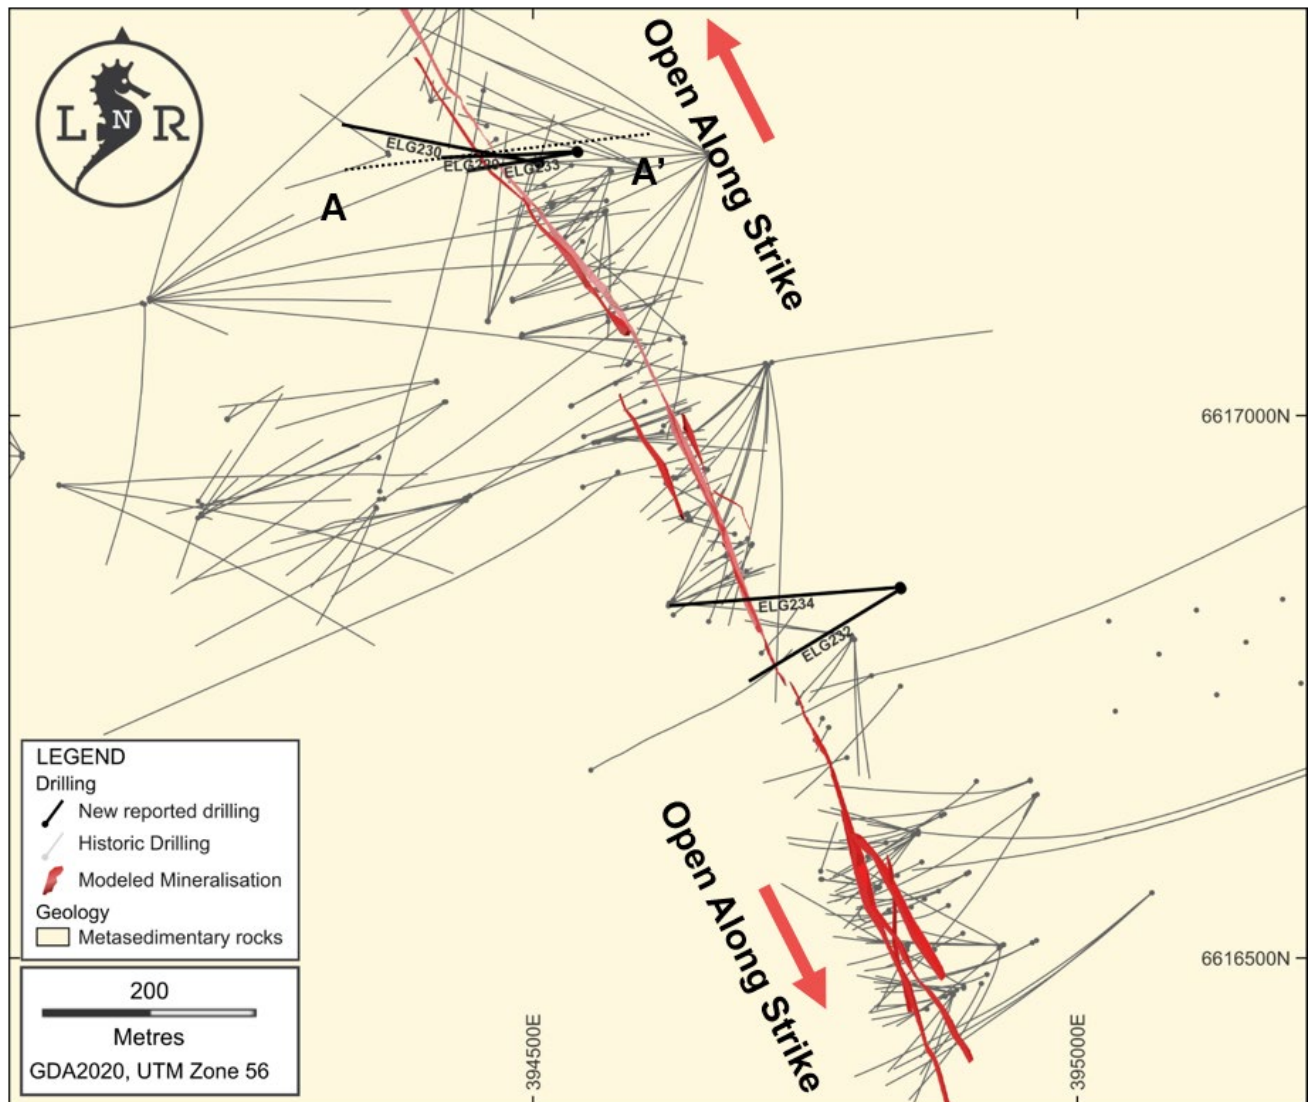 L N R
Open Along Strike
ELG230
ELG229
ELG233
A
A'
6617000N
ELG234
ELG232
LEGEND
Drilling
New reported drilling
Historic Drilling
Modeled Mineralisation
Geology
Metasedimentary rocks
Open Along Strike
6616500N
200
Metres
GDA2020, UTM Zone 56
394500E
395000E